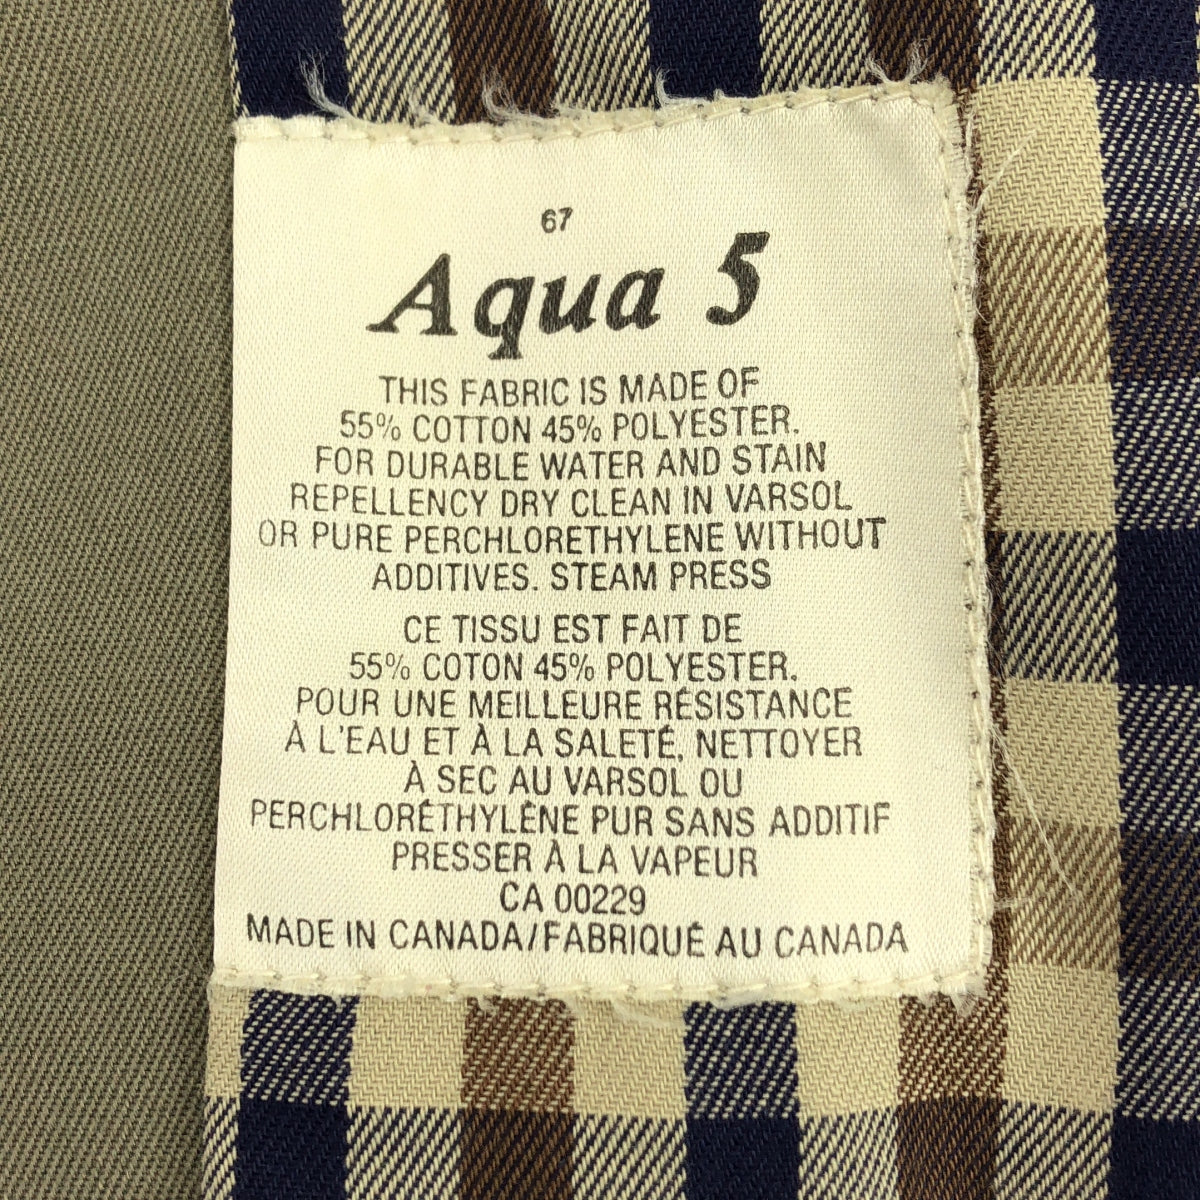 67
Aqua 5
THIS FABRIC IS MADE OF
55% COTTON 45% POLYESTER.
FOR DURABLE WATER AND STAIN
REPELLENCY DRY CLEAN IN VARSOL
OR PURE PERCHLORETHYLENE WITHOUT
ADDITIVES. STEAM PRESS
CE TISSU EST FAIT DE
55% COTON 45% POLYESTER.
POUR UNE MEILLEURE RÉSISTANCE
À L'EAU ET À LA SALETÉ, NETTOYER
À SEC AU VARSOL OU
PERCHLORÉTHYLÉNE PUR SANS ADDITIF
PRESSER À LA VAPEUR
CA 00229
MADE IN CANADA/FABRIQUÉ AU CANADA